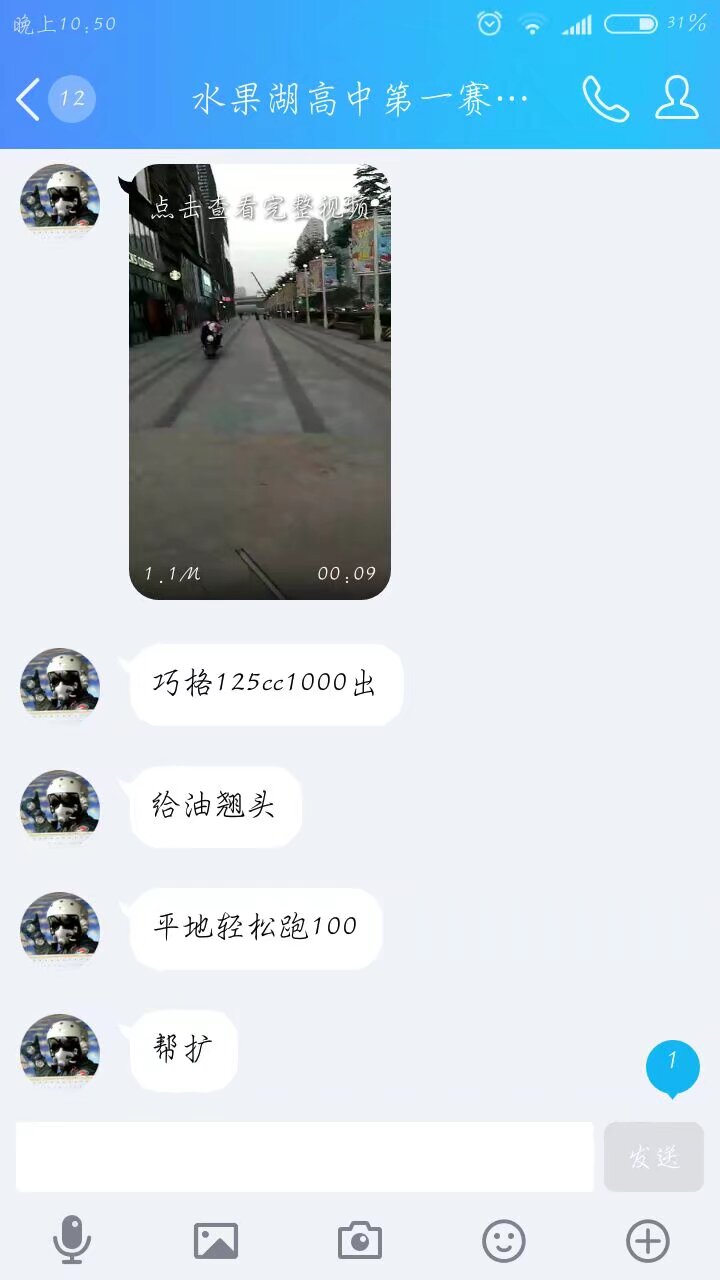 晚上10:50
31%
12
水果湖高中第一赛…
点击查看完整视频
1.1M
00:09
巧格125cc1000出
给油翘头
平地轻松跑100
帮扩
1
发送